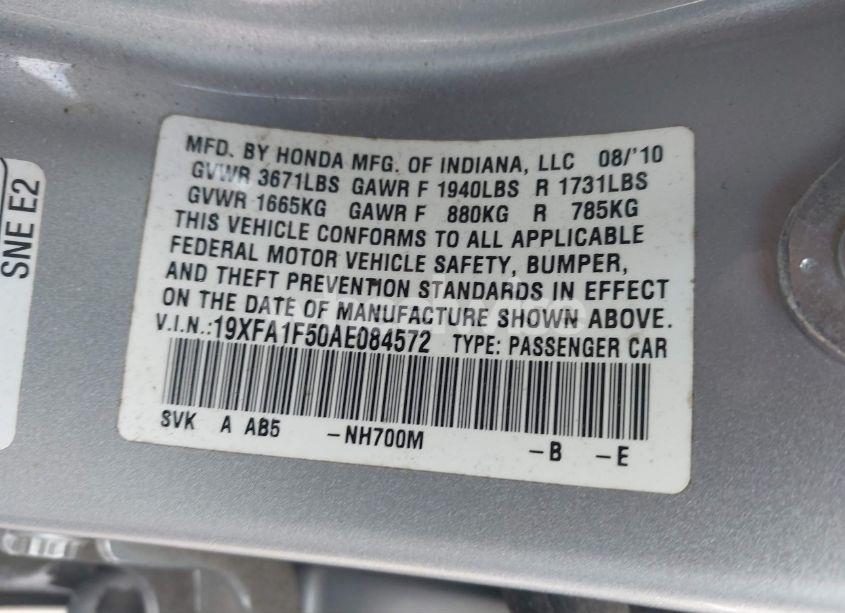 MFD. BY HONDA MFG. OF INDIANA, LLC 08/'10
GVWR 3671LBS GAWR F 1940LBS R 1731LBS
GVWR 1665KG GAWR F 880KG R 785KG
THIS VEHICLE CONFORMS TO ALL APPLICABLE
FEDERAL MOTOR VEHICLE SAFETY, BUMPER,
AND THEFT PREVENTION STANDARDS IN EFFECT
ON THE DATE OF MANUFACTURE SHOWN ABOVE.
V.I.N.:19XFA1F50AE084572 TYPE: PASSENGER CAR
SVK A AB5 -NH700M -B -E
SNE E2